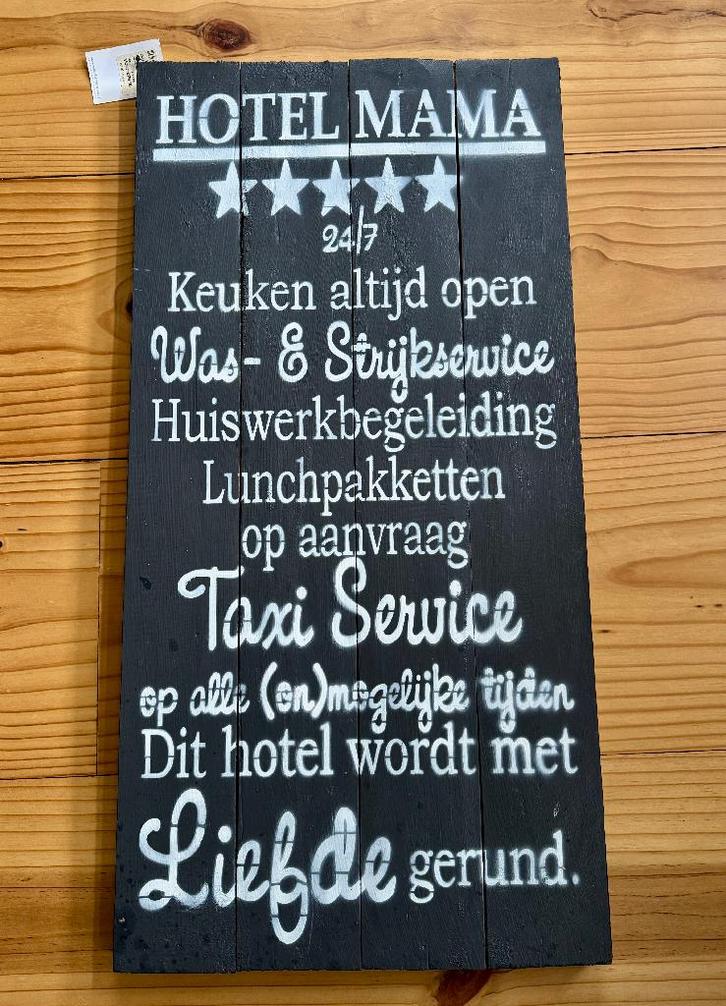 HOTEL MAMA
24/7
Keuken altijd open
Was- & Strijkservice
Huiswerkbegeleiding
Lunchpakketten
op aanvraag
Taxi Service
op alle (on)mogelijke tijden
Dit hotel wordt met
Liefde gerund.